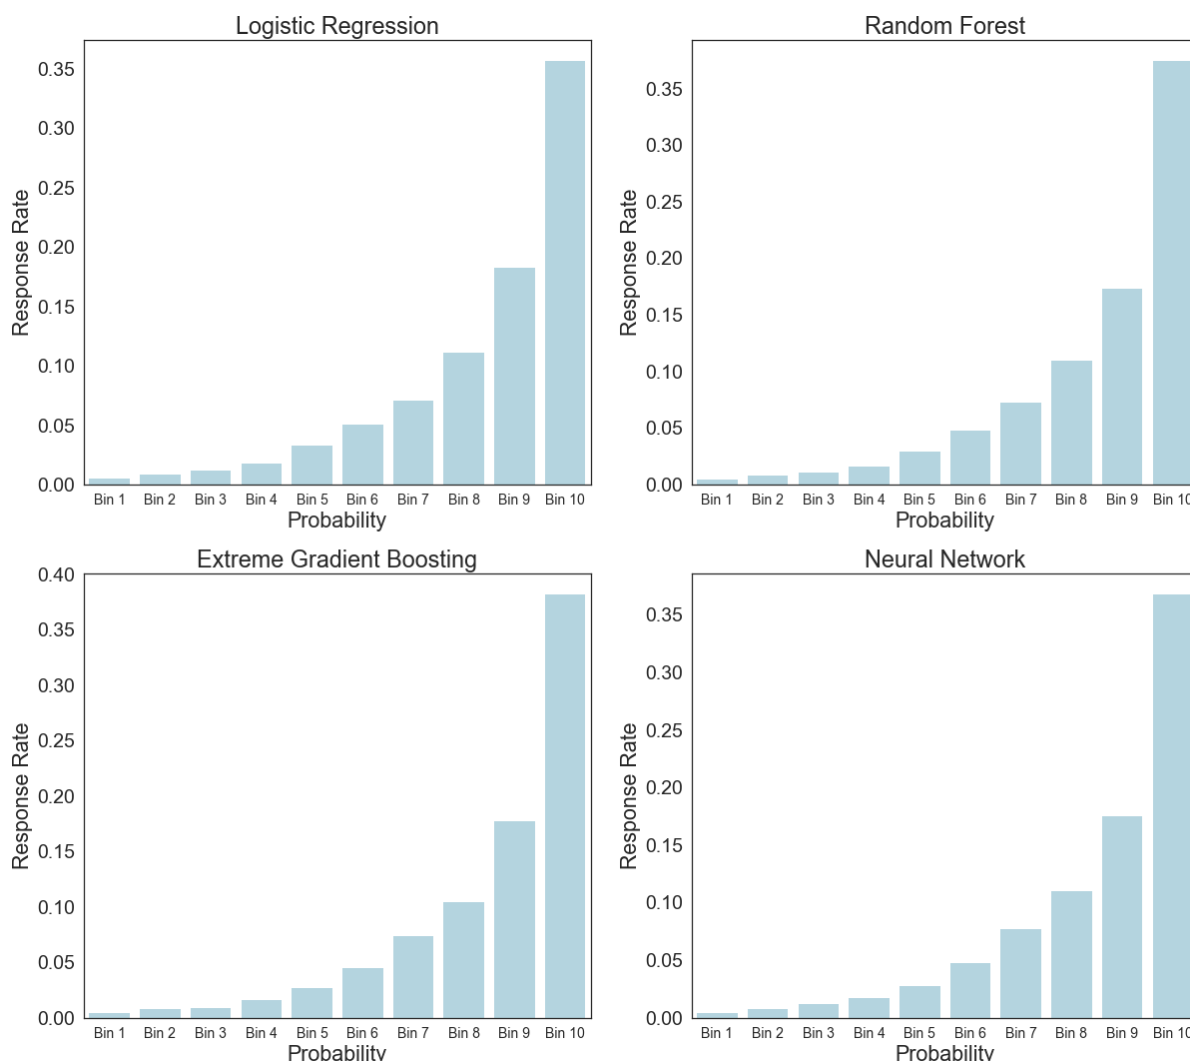 Logistic Regression
Response Rate
0.35
0.30
0.25
0.20
0.15
0.10
0.05
0.00
Bin 1 Bin 2 Bin 3 Bin 4 Bin 5 Bin 6 Bin 7 Bin 8 Bin 9 Bin 10
Probability
Random Forest
Response Rate
0.35
0.30
0.25
0.20
0.15
0.10
0.05
0.00
Bin 1 Bin 2 Bin 3 Bin 4 Bin 5 Bin 6 Bin 7 Bin 8 Bin 9 Bin 10
Probability
Extreme Gradient Boosting
Response Rate
0.40
0.35
0.30
0.25
0.20
0.15
0.10
0.05
0.00
Bin 1 Bin 2 Bin 3 Bin 4 Bin 5 Bin 6 Bin 7 Bin 8 Bin 9 Bin 10
Probability
Neural Network
Response Rate
0.35
0.30
0.25
0.20
0.15
0.10
0.05
0.00
Bin 1 Bin 2 Bin 3 Bin 4 Bin 5 Bin 6 Bin 7 Bin 8 Bin 9 Bin 10
Probability